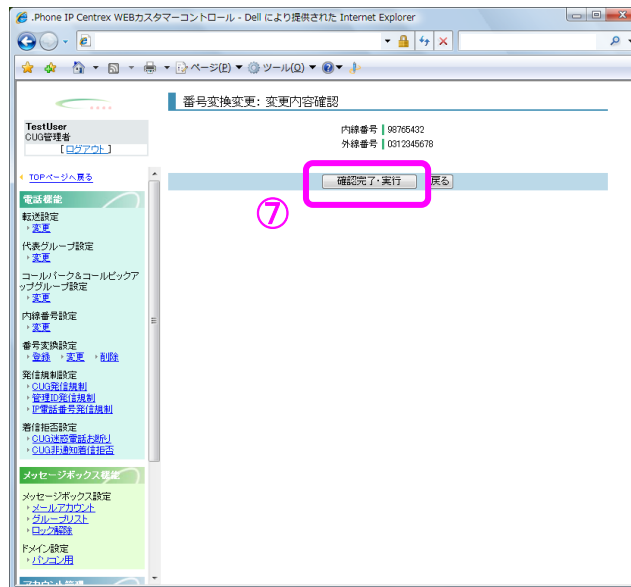 .Phone IP Centrex WEBカスタマーコントロール - Dell により提供された Internet Explorer
ページ(P) ツール(O)
番号変換変更: 変更内容確認
TestUser
CUG管理者
[ログアウト]
内線番号 98765432
外線番号 0312345678
TOPページへ戻る
確認完了・実行 戻る
⑦
電話機能
転送設定
変更
代表グループ設定
変更
コールパーク&コールピックア
ップグループ設定
変更
内線番号設定
変更
番号変換設定
登録 変更 削除
発信規制設定
CUG発信規制
管理ID発信規制
IP電話番号発信規制
着信拒否設定
CUG迷惑電話お断り
CUG非通知着信拒否
メッセージボックス機能
メッセージボックス設定
メールアカウント
グループリスト
ロック解除
ドメイン設定
パソコン用
アカウント管理